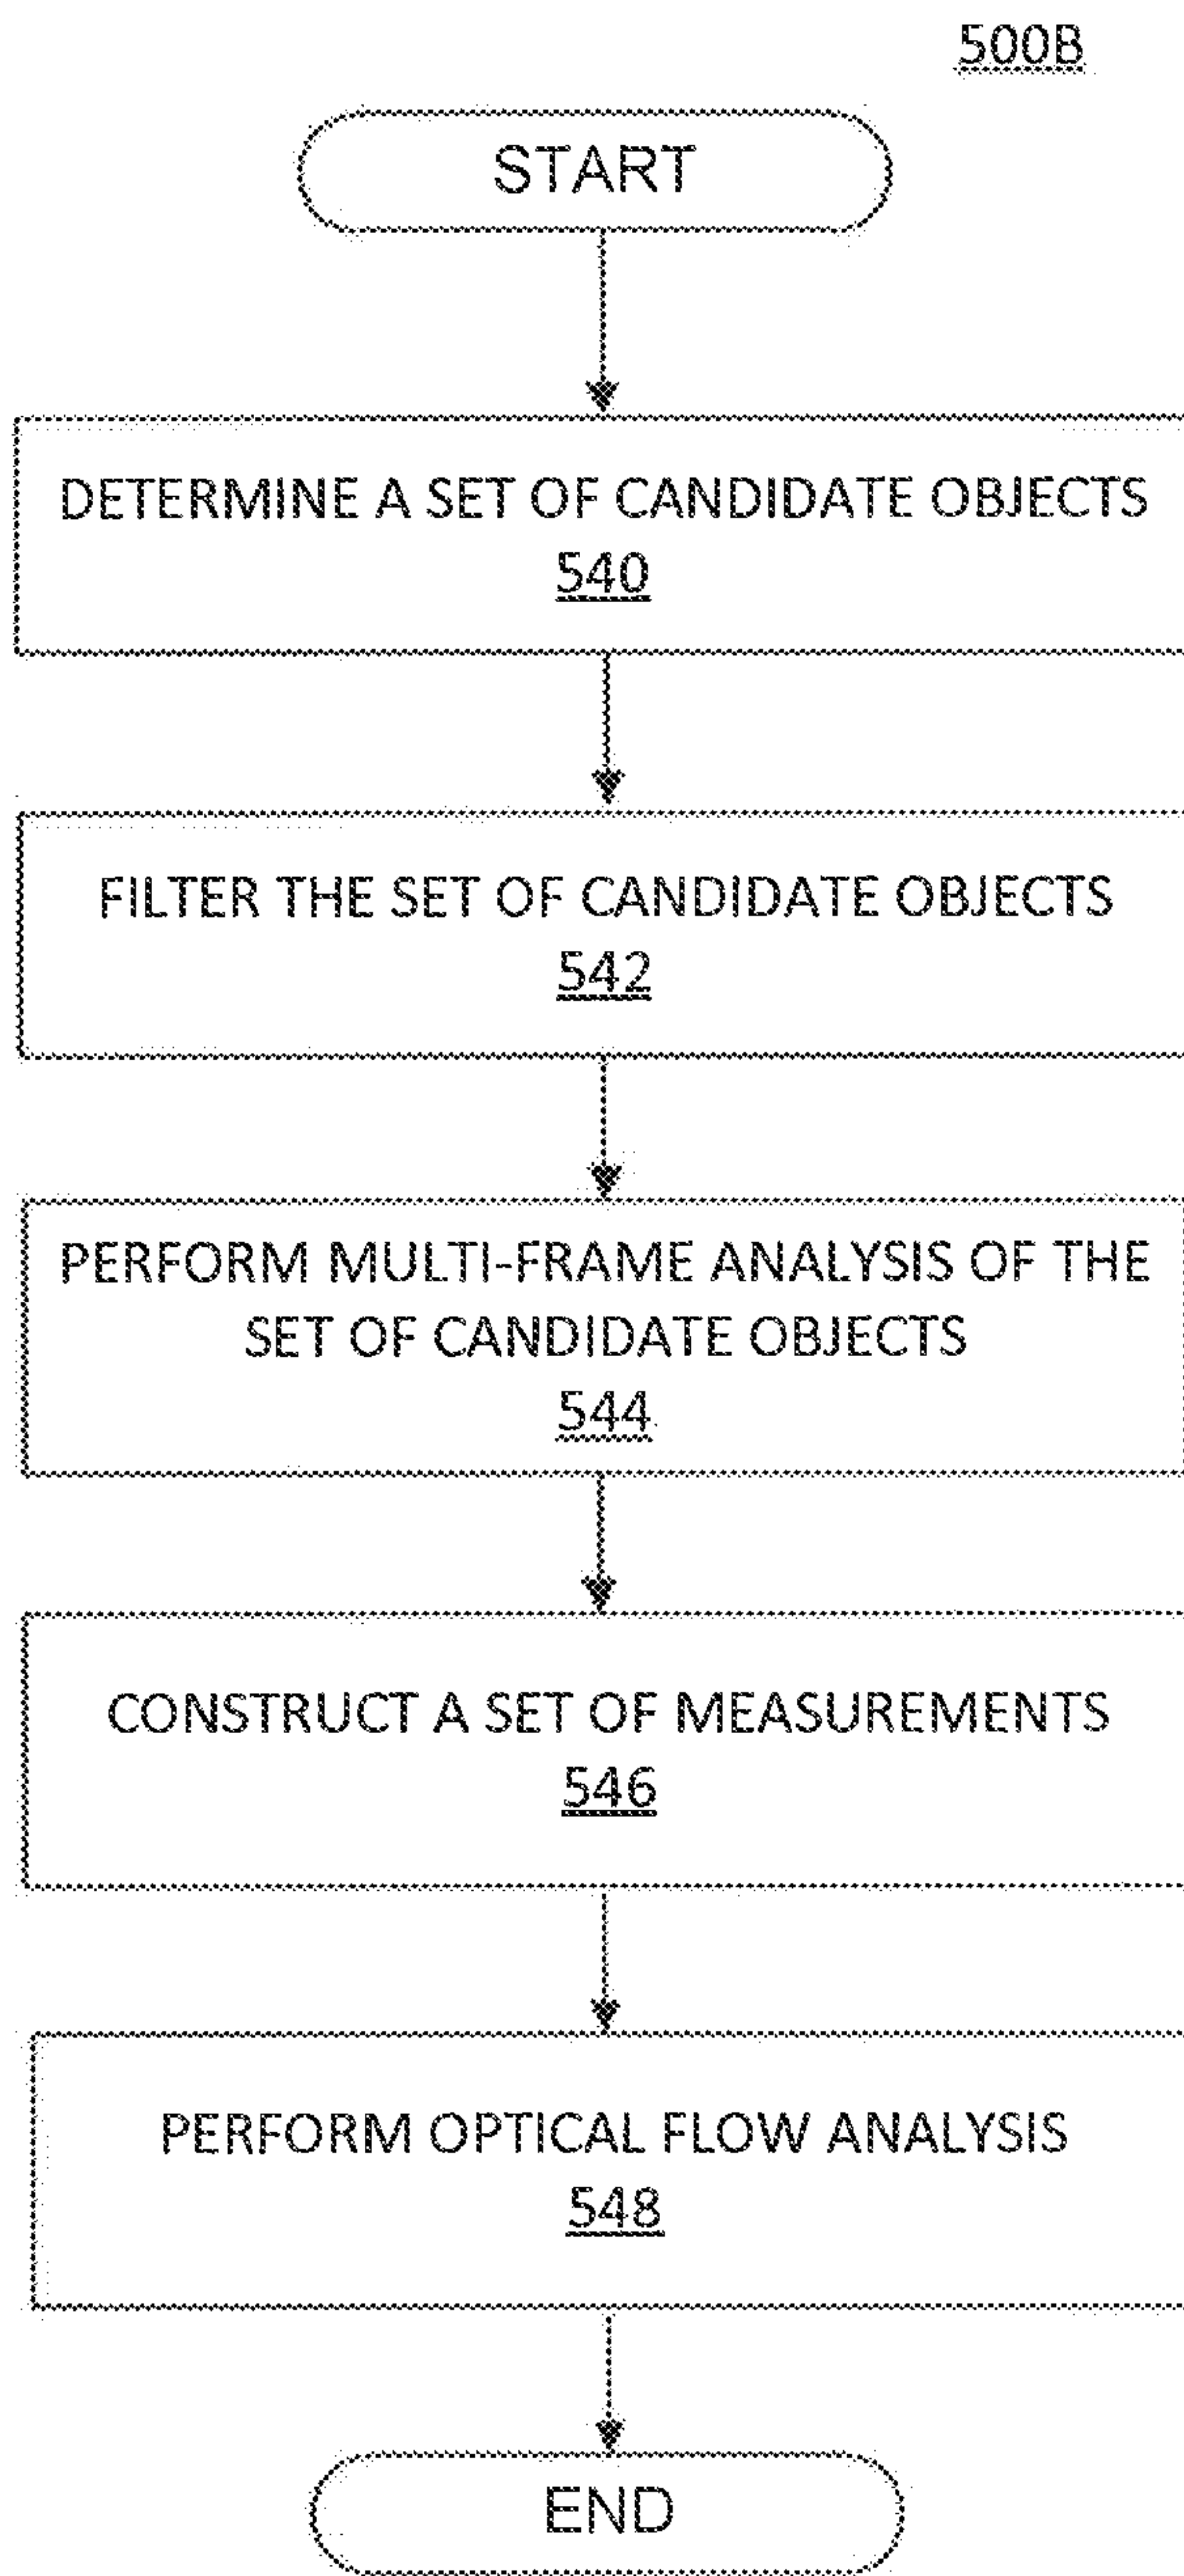 500B
START
DETERMINE A SET OF CANDIDATE OBJECTS
540
FILTER THE SET OF CANDIDATE OBJECTS
542
PERFORM MULTI-FRAME ANALYSIS OF THE
SET OF CANDIDATE OBJECTS
544
CONSTRUCT A SET OF MEASUREMENTS
546
PERFORM OPTICAL FLOW ANALYSIS
548
END